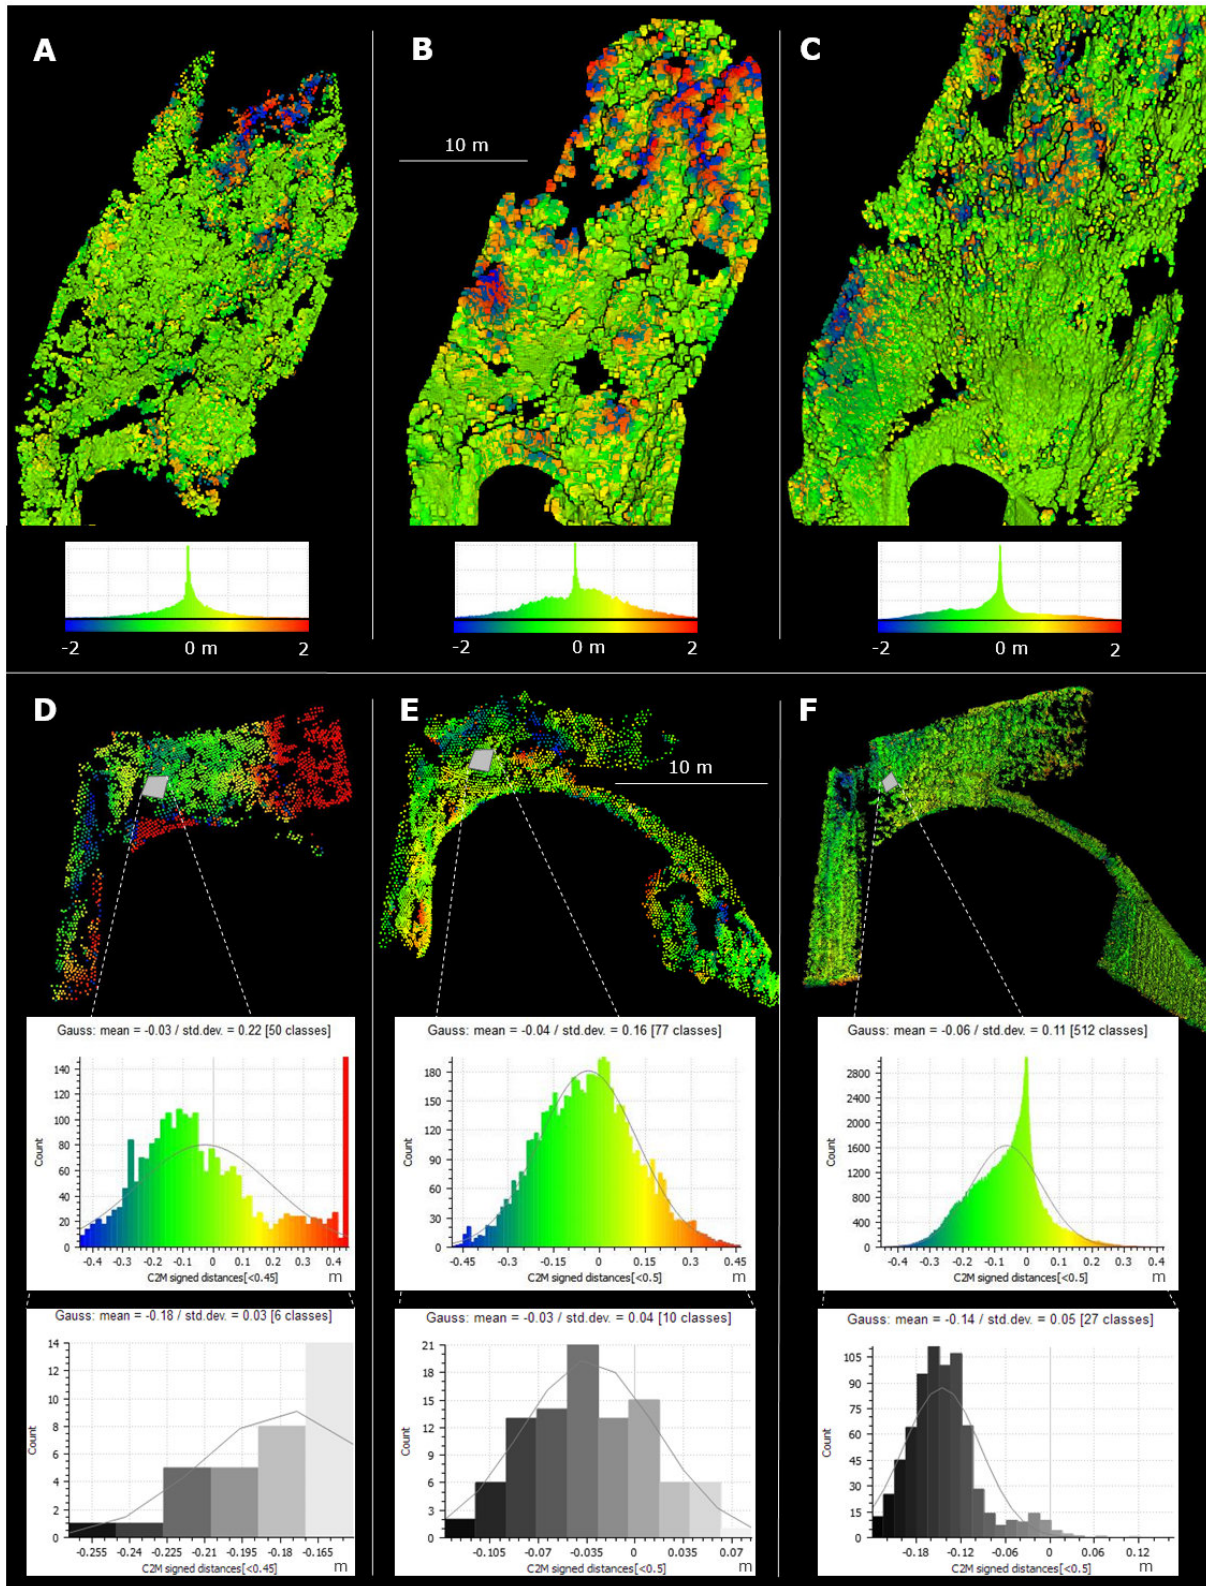 A
B
C
10 m
-2 0 m 2
-2 0 m 2
-2 0 m 2
D
E
F
10 m
Gauss: mean = -0.03 / std.dev. = 0.22 [50 classes]
140
120
100
80
60
40
20
0
Count
-0.4 -0.3 -0.2 -0.1 0 0.1 0.2 0.3 0.4
C2M signed distances[<0.45] m
Gauss: mean = -0.04 / std.dev. = 0.16 [77 classes]
180
150
120
90
60
30
0
Count
-0.45 -0.3 -0.15 0 0.15 0.3 0.45
C2M signed distances[<0.5] m
Gauss: mean = -0.06 / std.dev. = 0.11 [512 classes]
2800
2400
2000
1600
1200
800
400
0
Count
-0.4 -0.3 -0.2 -0.1 0 0.1 0.2 0.3 0.4
C2M signed distances[<0.5] m
Gauss: mean = -0.18 / std.dev. = 0.03 [6 classes]
14
12
10
8
6
4
2
0
Count
-0.255 -0.24 -0.225 -0.21 -0.195 -0.18 -0.165
C2M signed distances[<0.45] m
Gauss: mean = -0.03 / std.dev. = 0.04 [10 classes]
21
18
15
12
9
6
3
0
Count
-0.105 -0.07 -0.035 0 0.035 0.07
C2M signed distances[<0.5] m
Gauss: mean = -0.14 / std.dev. = 0.05 [27 classes]
105
90
75
60
45
30
15
0
Count
-0.18 -0.12 -0.06 0 0.06 0.12
C2M signed distances[<0.5] m